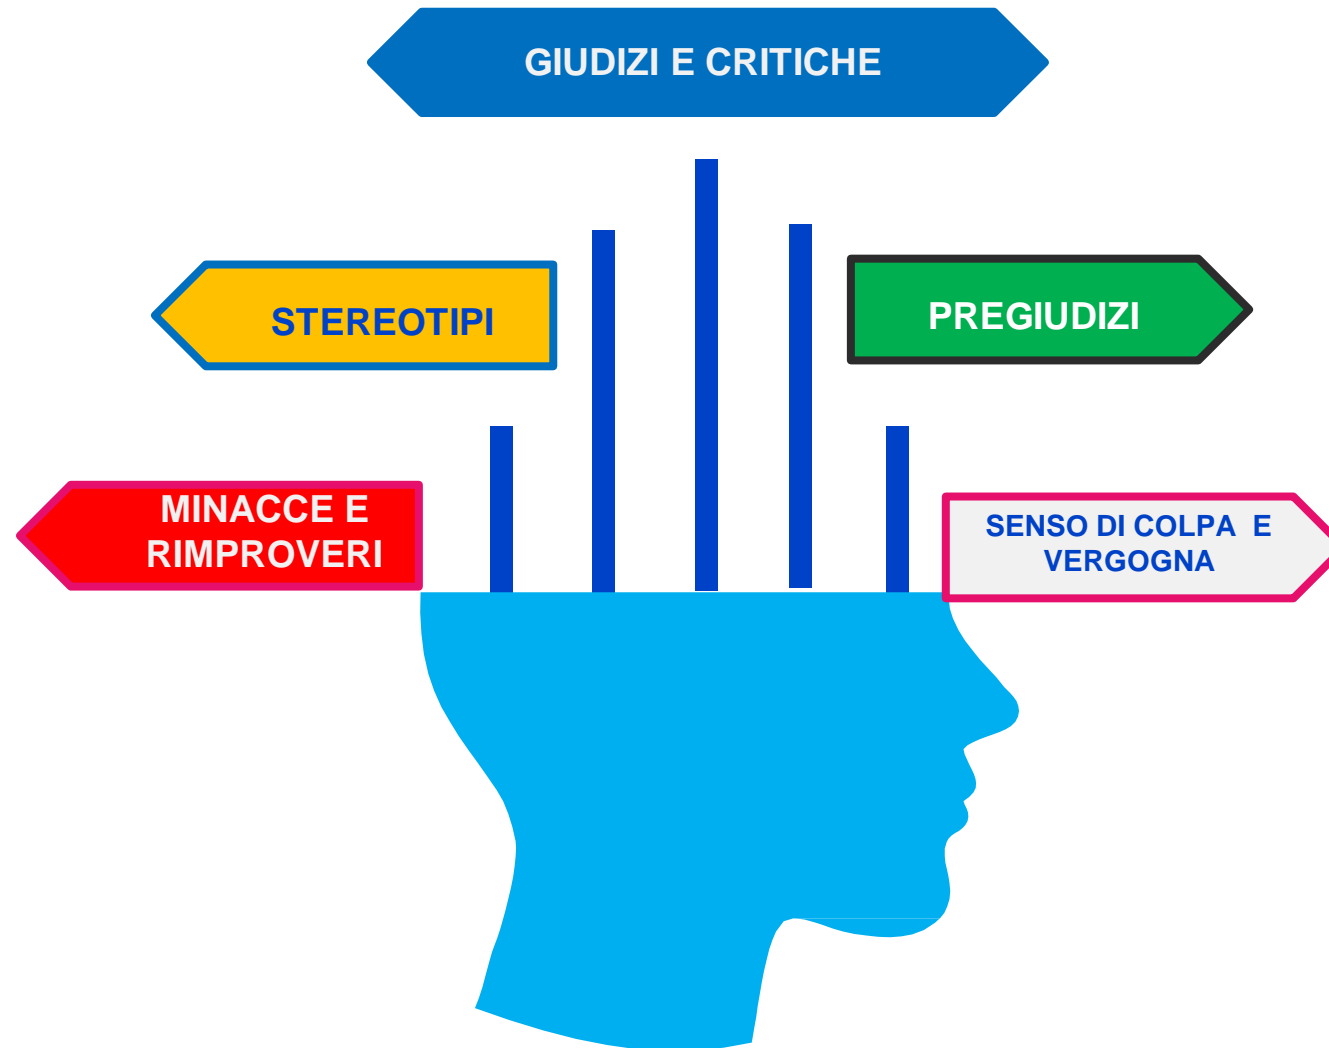 GIUDIZI E CRITICHE
STEREOTIPI
PREGIUDIZI
MINACCE E
RIMPROVERI
SENSO DI COLPA  E
VERGOGNA